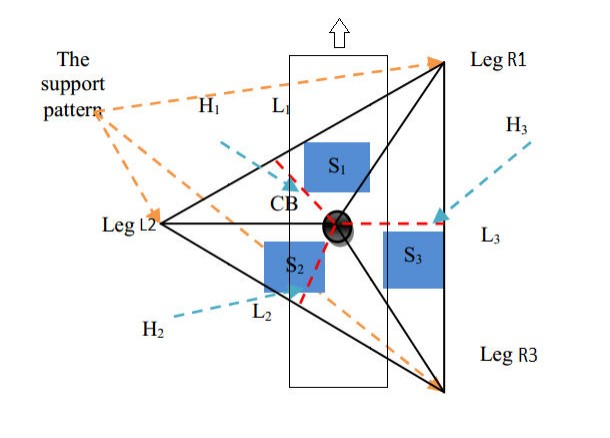 The
support
pattern
Leg R1
H1
L1
H3
S1
CB
Leg L2
L3
S2
S3
L2
H2
Leg R3